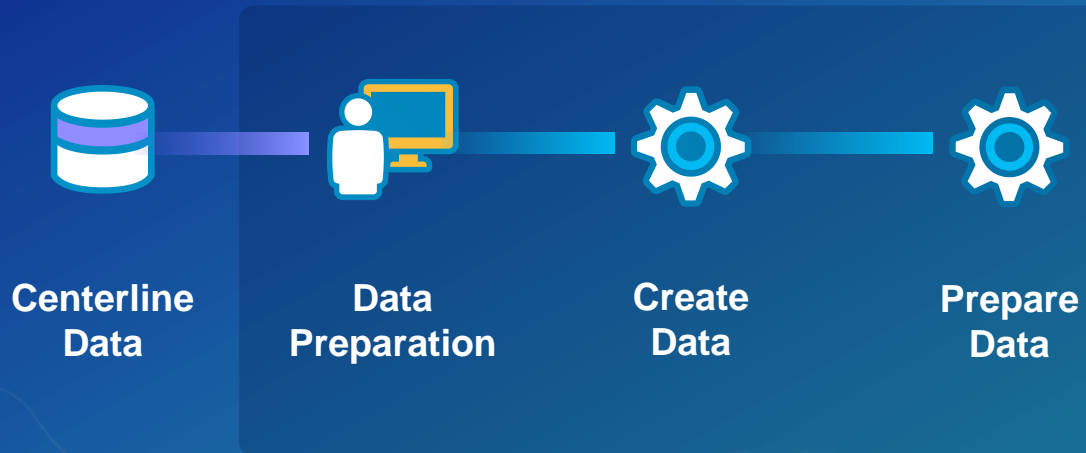 Centerline
Data
Data
Preparation
Create
Data
Prepare
Data